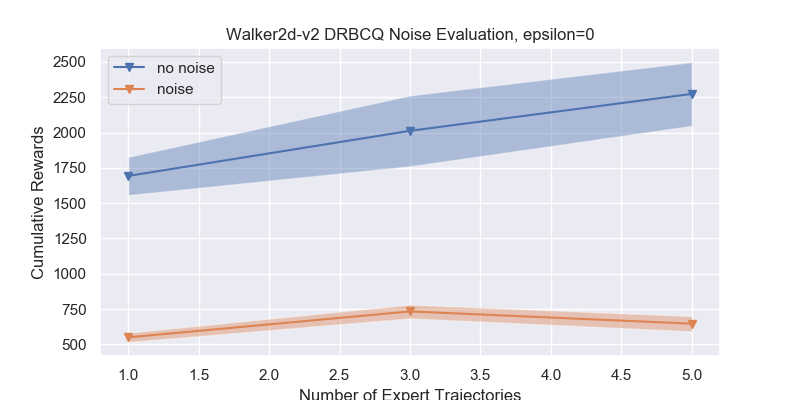 Walker2d-v2 DRBCQ Noise Evaluation, epsilon=0
no noise
noise
Cumulative Rewards
2500
2250
2000
1750
1500
1250
1000
750
500
1.0 1.5 2.0 2.5 3.0 3.5 4.0 4.5 5.0
Number of Expert Trajectories